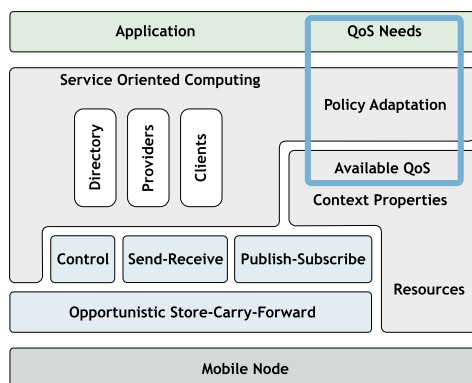 Application
QoS Needs
Service Oriented Computing
Policy Adaptation
Directory
Providers
Clients
Available QoS
Context Properties
Control
Send-Receive
Publish-Subscribe
Resources
Opportunistic Store-Carry-Forward
Mobile Node